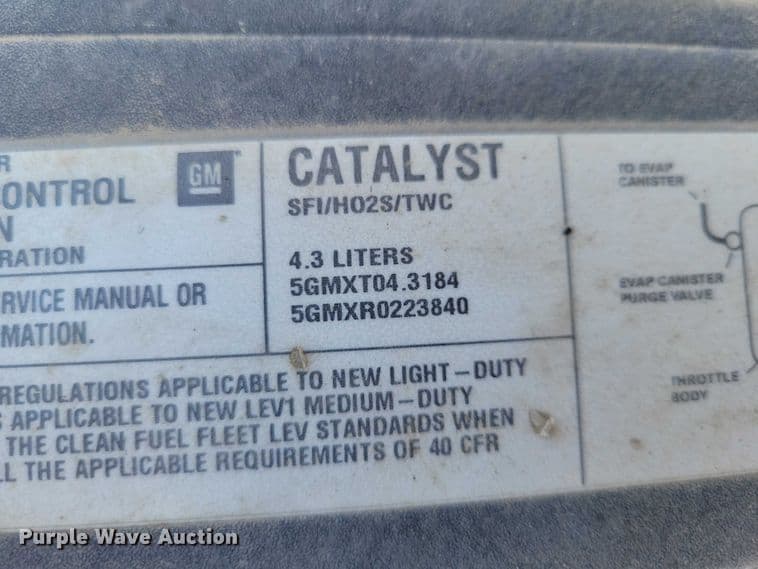 R
GM
ONTROL
N
RATION
RVICE MANUAL OR
MATION.
CATALYST
SFI/HO2S/TWC
4.3 LITERS
5GMXT04.3184
5GMXR0223840
REGULATIONS APPLICABLE TO NEW LIGHT-DUTY
S APPLICABLE TO NEW LEV1 MEDIUM-DUTY
THE CLEAN FUEL FLEET LEV STANDARDS WHEN
LL THE APPLICABLE REQUIREMENTS OF 40 CFR
TO EVAP
CANISTER
EVAP CANISTER
PURGE VALVE
THROTTLE
BODY
Purple Wave Auction